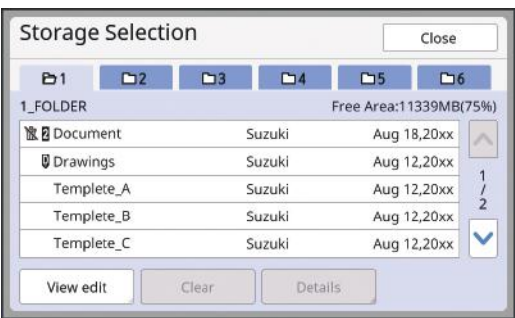 Storage Selection Close
1 2 3 4 5 6
1_FOLDER Free Area:11339MB(75%)
2 Document Suzuki Aug 18,20xx
Drawings Suzuki Aug 12,20xx
Templete_A Suzuki Aug 12,20xx
1
/
2
Templete_B Suzuki Aug 12,20xx
Templete_C Suzuki Aug 12,20xx
View edit Clear Details